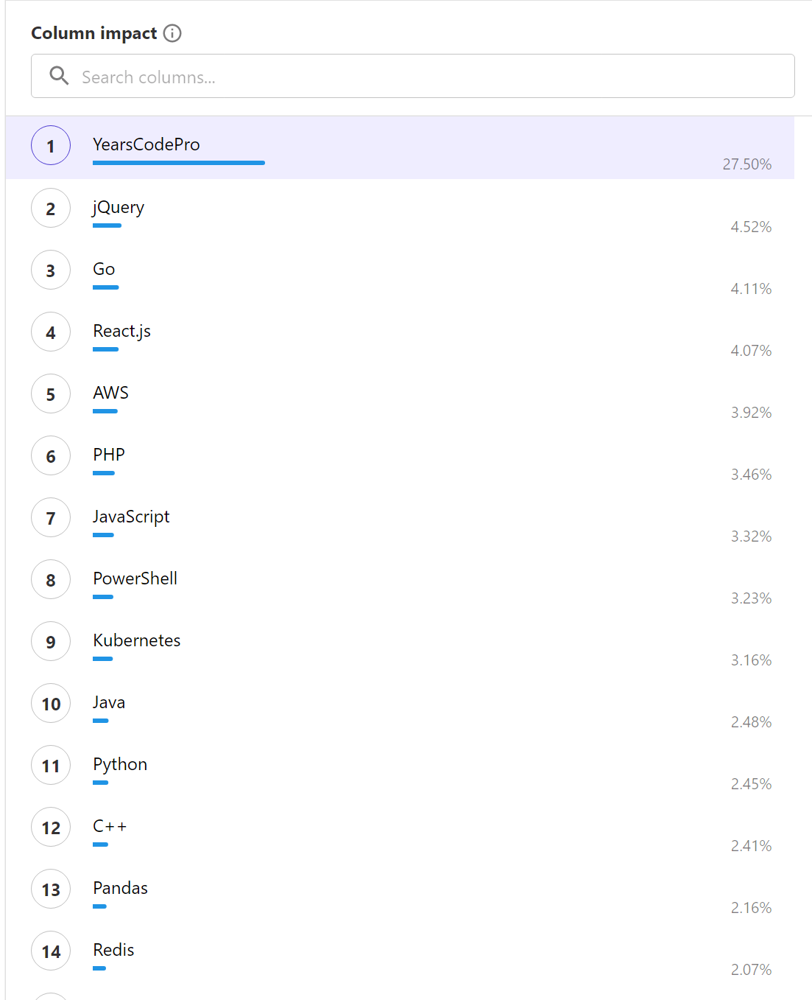 Column impact
Search columns...
1 YearsCodePro 27.50%
2 jQuery 4.52%
3 Go 4.11%
4 React.js 4.07%
5 AWS 3.92%
6 PHP 3.46%
7 JavaScript 3.32%
8 PowerShell 3.23%
9 Kubernetes 3.16%
10 Java 2.48%
11 Python 2.45%
12 C++ 2.41%
13 Pandas 2.16%
14 Redis 2.07%